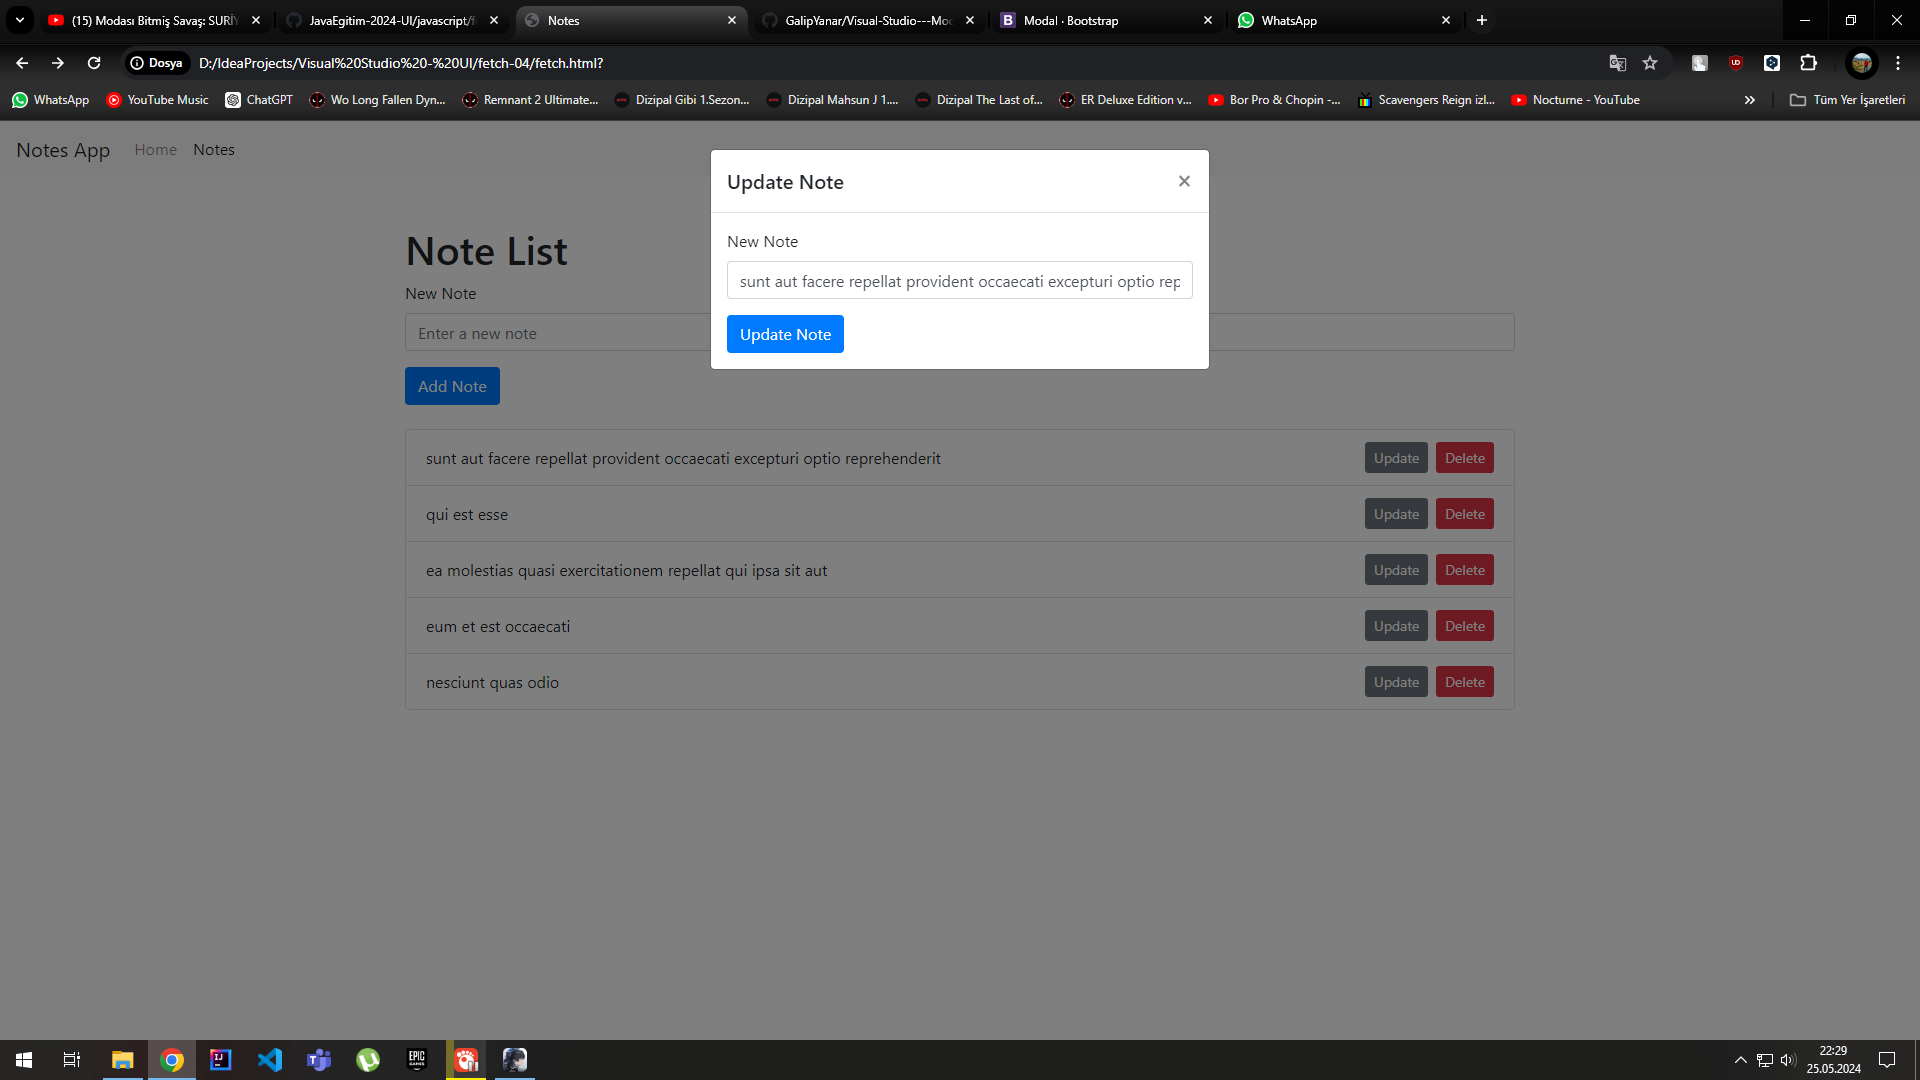 (15) Modası Bitmiş Savaş: SURİY
JavaEgitim-2024-UI/javascript/f
Notes
GalipYanar/Visual-Studio---Mod
Modal · Bootstrap
WhatsApp
Dosya
D:/IdeaProjects/Visual%20Studio%20-%20UI/fetch-04/fetch.html?
WhatsApp
YouTube Music
ChatGPT
Wo Long Fallen Dyn...
Remnant 2 Ultimate...
Dizipal Gibi 1.Sezon...
Dizipal Mahsun J 1....
Dizipal The Last of...
ER Deluxe Edition v...
Bor Pro & Chopin -...
Scavengers Reign izl...
Nocturne - YouTube
Tüm Yer İşaretleri
Notes App
Home
Notes
Update Note
×
New Note
sunt aut facere repellat provident occaecati excepturi optio rep
Update Note
Note List
New Note
Enter a new note
Add Note
sunt aut facere repellat provident occaecati excepturi optio reprehenderit
Update
Delete
qui est esse
Update
Delete
ea molestias quasi exercitationem repellat qui ipsa sit aut
Update
Delete
eum et est occaecati
Update
Delete
nesciunt quas odio
Update
Delete
22:29
25.05.2024